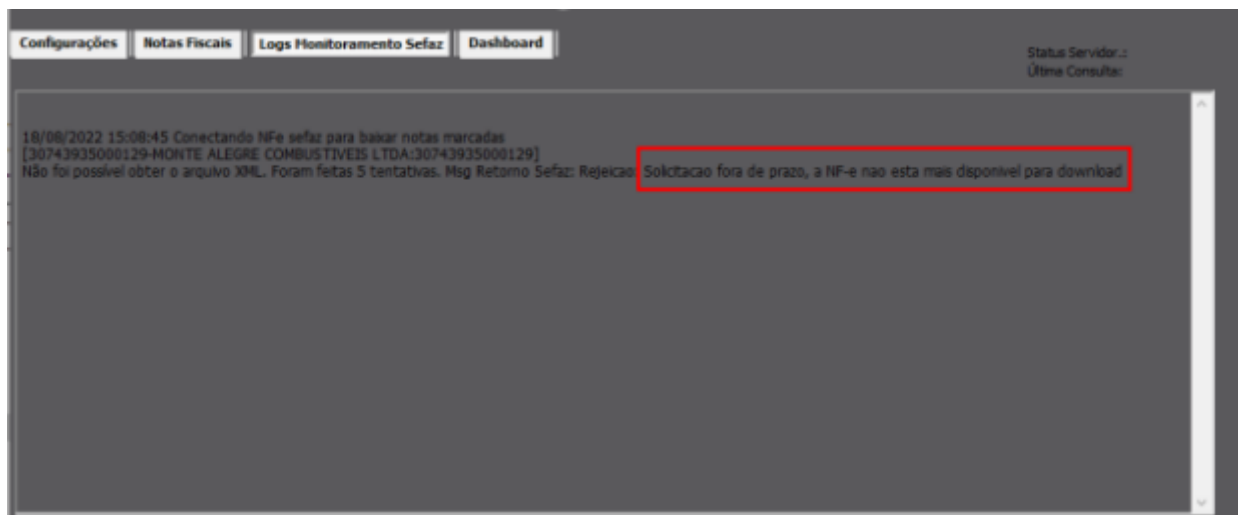 Configurações Notas Fiscais Logs Monitoramento Sefaz Dashboard
Status Servidor..:
Última Consulta:
18/08/2022 15:08:45 Conectando NFe sefaz para baixar notas marcadas
[30743935000129-MONTE ALEGRE COMBUSTIVEIS LTDA:30743935000129]
Não foi possível obter o arquivo XML. Foram feitas 5 tentativas. Msg Retorno Sefaz: Rejeicao: Solicitacao fora de prazo, a NF-e nao esta mais disponivel para download